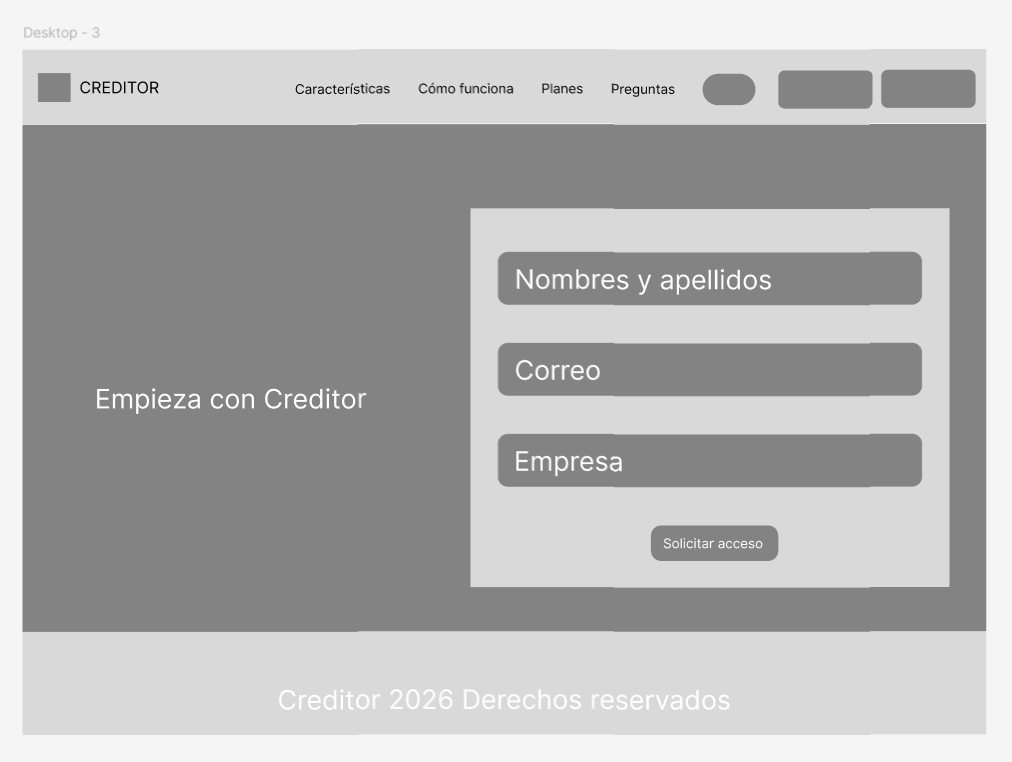 Desktop - 3
CREDITOR Características Cómo funciona Planes Preguntas
Nombres y apellidos
Correo
Empieza con Creditor
Empresa
Solicitar acceso
Creditor 2026 Derechos reservados